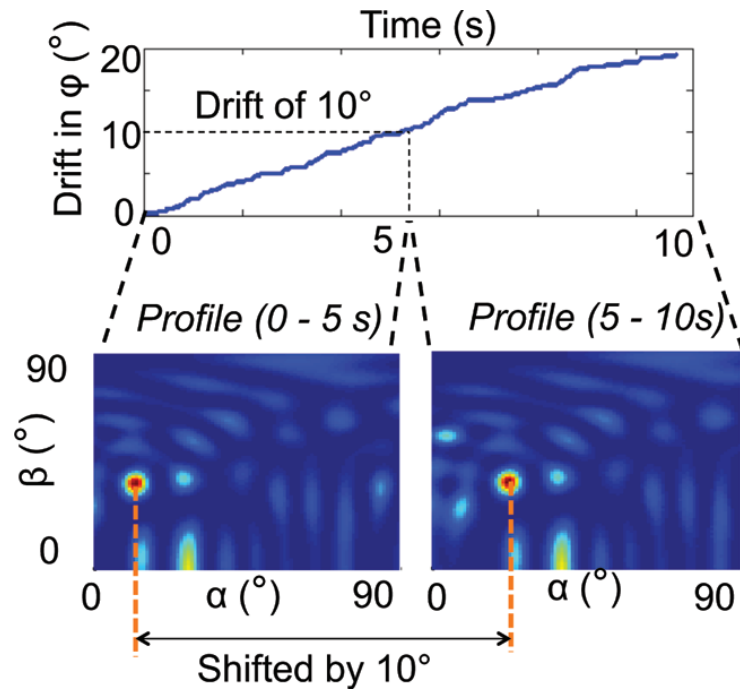 Time (s)
Drift in φ (°)
20
10
0
Drift of 10°
0
5
10
Profile (0 - 5 s)
Profile (5 - 10s)
β (°)
90
0
0
α (°)
90
0
α (°)
90
Shifted by 10°